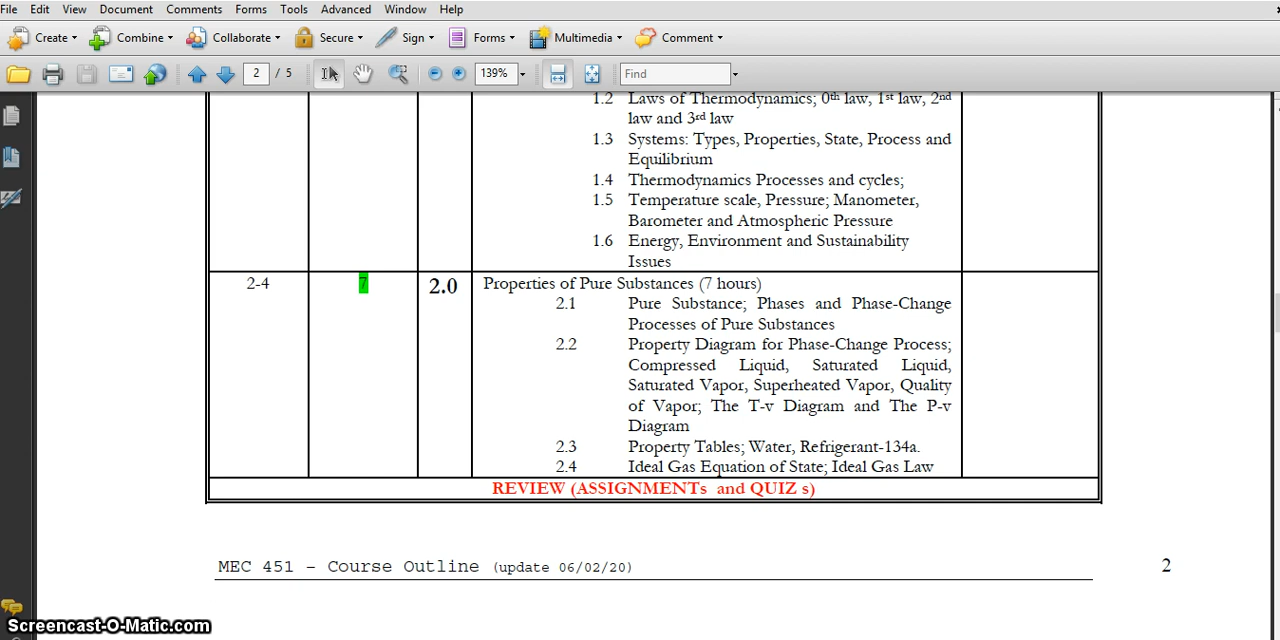 File Edit View Document Comments Forms Tools Advanced Window Help
Create Combine Collaborate Secure Sign Forms Multimedia Comment
2 / 5 139% Find
1.2 Laws of Thermodynamics; 0th law, 1st law, 2nd
law and 3rd law
1.3 Systems: Types, Properties, State, Process and
Equilibrium
1.4 Thermodynamics Processes and cycles;
1.5 Temperature scale, Pressure; Manometer,
Barometer and Atmospheric Pressure
1.6 Energy, Environment and Sustainability
Issues
2-4 7 2.0 Properties of Pure Substances (7 hours)
2.1 Pure Substance; Phases and Phase-Change
Processes of Pure Substances
2.2 Property Diagram for Phase-Change Process;
Compressed Liquid, Saturated Liquid,
Saturated Vapor, Superheated Vapor, Quality
of Vapor; The T-v Diagram and The P-v
Diagram
2.3 Property Tables; Water, Refrigerant-134a.
2.4 Ideal Gas Equation of State; Ideal Gas Law
REVIEW (ASSIGNMENTs and QUIZ s)
MEC 451 – Course Outline (update 06/02/20) 2
Screencast-O-Matic.com